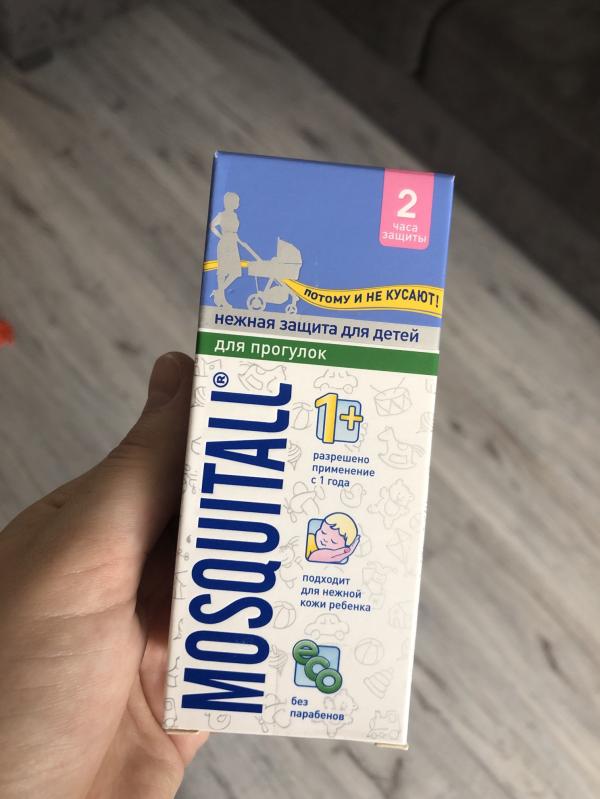 2
часа
защиты
ПОТОМУ И НЕ КУСАЮТ!
нежная защита для детей
для прогулок
MOSQUITALL®
1+
разрешено
применение
с 1 года
подходит
для нежной
кожи ребенка
eco
без
парабенов